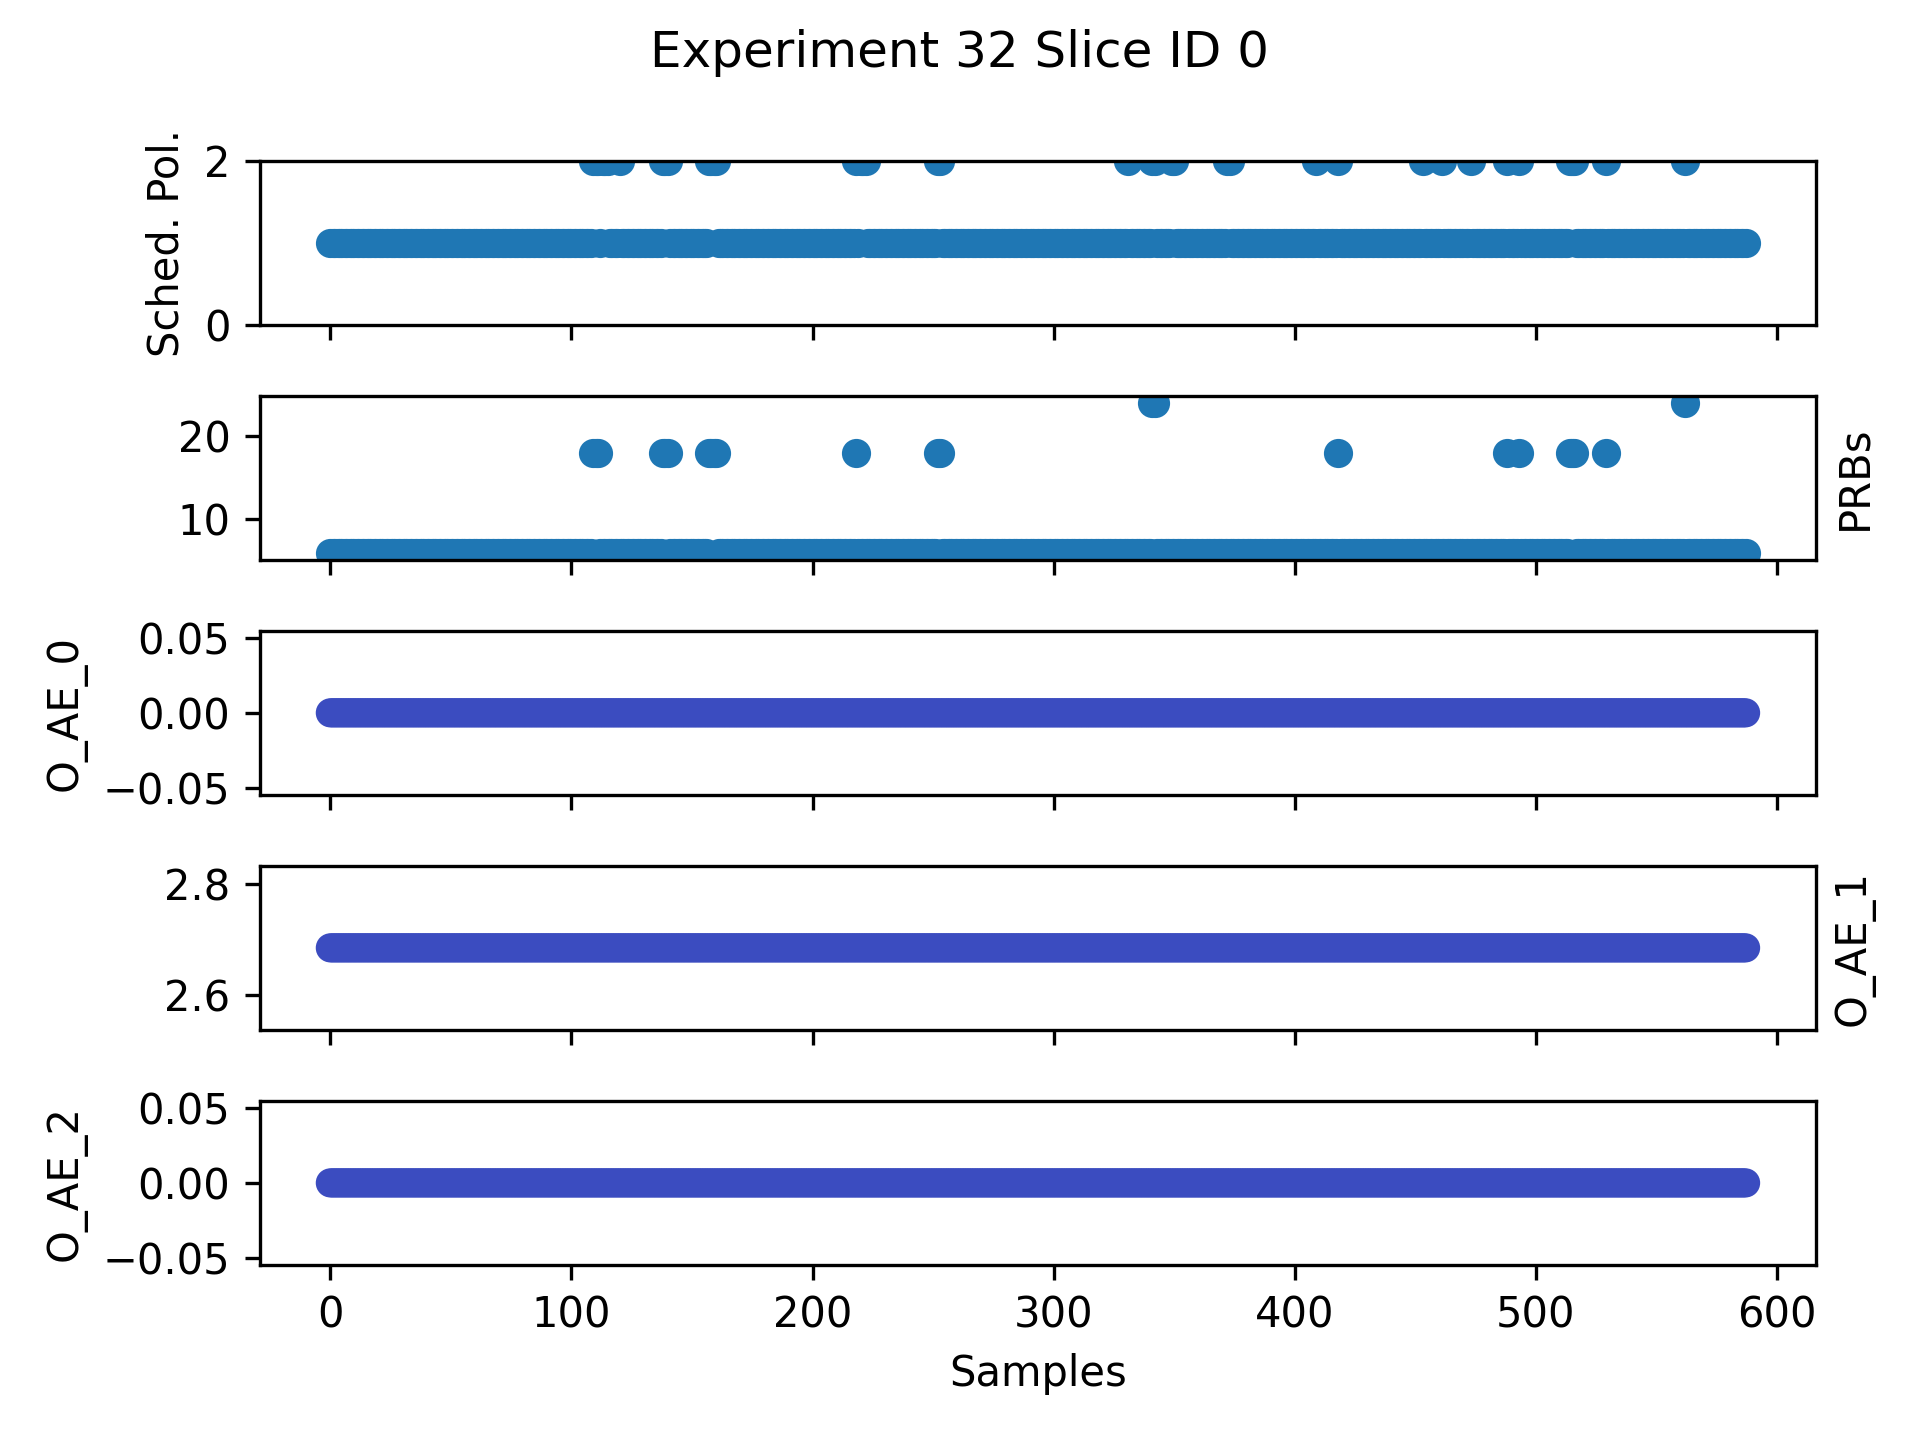 Experiment 32 Slice ID 0
Sched. Pol.
2
0
PRBs
20
10
O_AE_0
0.05
0.00
−0.05
O_AE_1
2.8
2.6
O_AE_2
0.05
0.00
−0.05
0 100 200 300 400 500 600
Samples